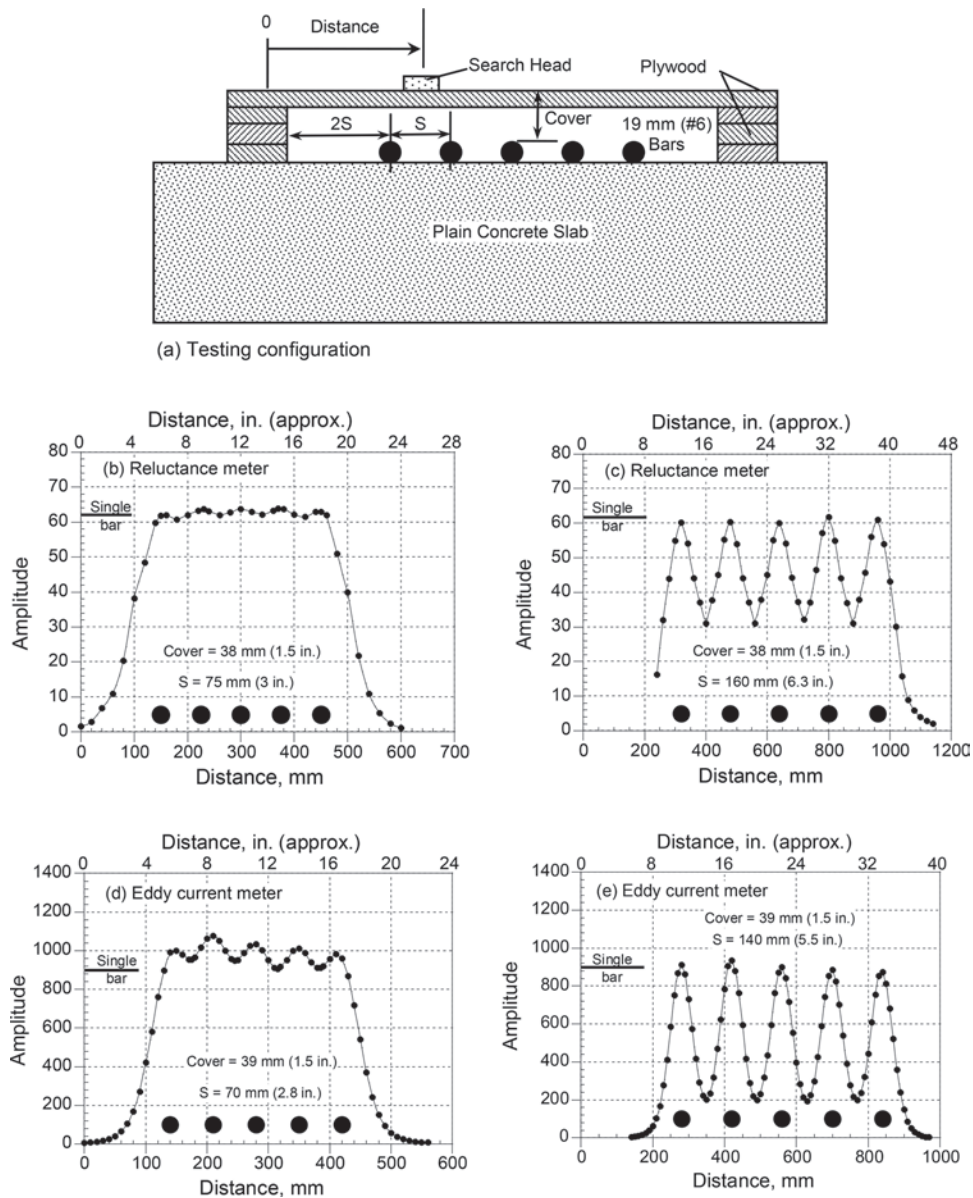 0
Distance
Search Head
Plywood
2S
S
Cover
19 mm (#6)
Bars
Plain Concrete Slab
(a) Testing configuration
Distance, in. (approx.)
0 4 8 12 16 20 24 28
80
70
60
50
40
30
20
10
0
Amplitude
(b) Reluctance meter
Single
bar
Cover = 38 mm (1.5 in.)
S = 75 mm (3 in.)
0 100 200 300 400 500 600 700
Distance, mm
Distance, in. (approx.)
0 8 16 24 32 40 48
80
70
60
50
40
30
20
10
0
Amplitude
(c) Reluctance meter
Single
bar
Cover = 38 mm (1.5 in.)
S = 160 mm (6.3 in.)
0 200 400 600 800 1000 1200
Distance, mm
Distance, in. (approx.)
0 4 8 12 16 20 24
1400
1200
1000
800
600
400
200
0
Amplitude
(d) Eddy current meter
Single
bar
Cover = 39 mm (1.5 in.)
S = 70 mm (2.8 in.)
0 100 200 300 400 500 600
Distance, mm
Distance, in. (approx.)
0 8 16 24 32 40
1400
1200
1000
800
600
400
200
0
Amplitude
(e) Eddy current meter
Cover = 39 mm (1.5 in.)
S = 140 mm (5.5 in.)
Single
bar
0 200 400 600 800 1000
Distance, mm